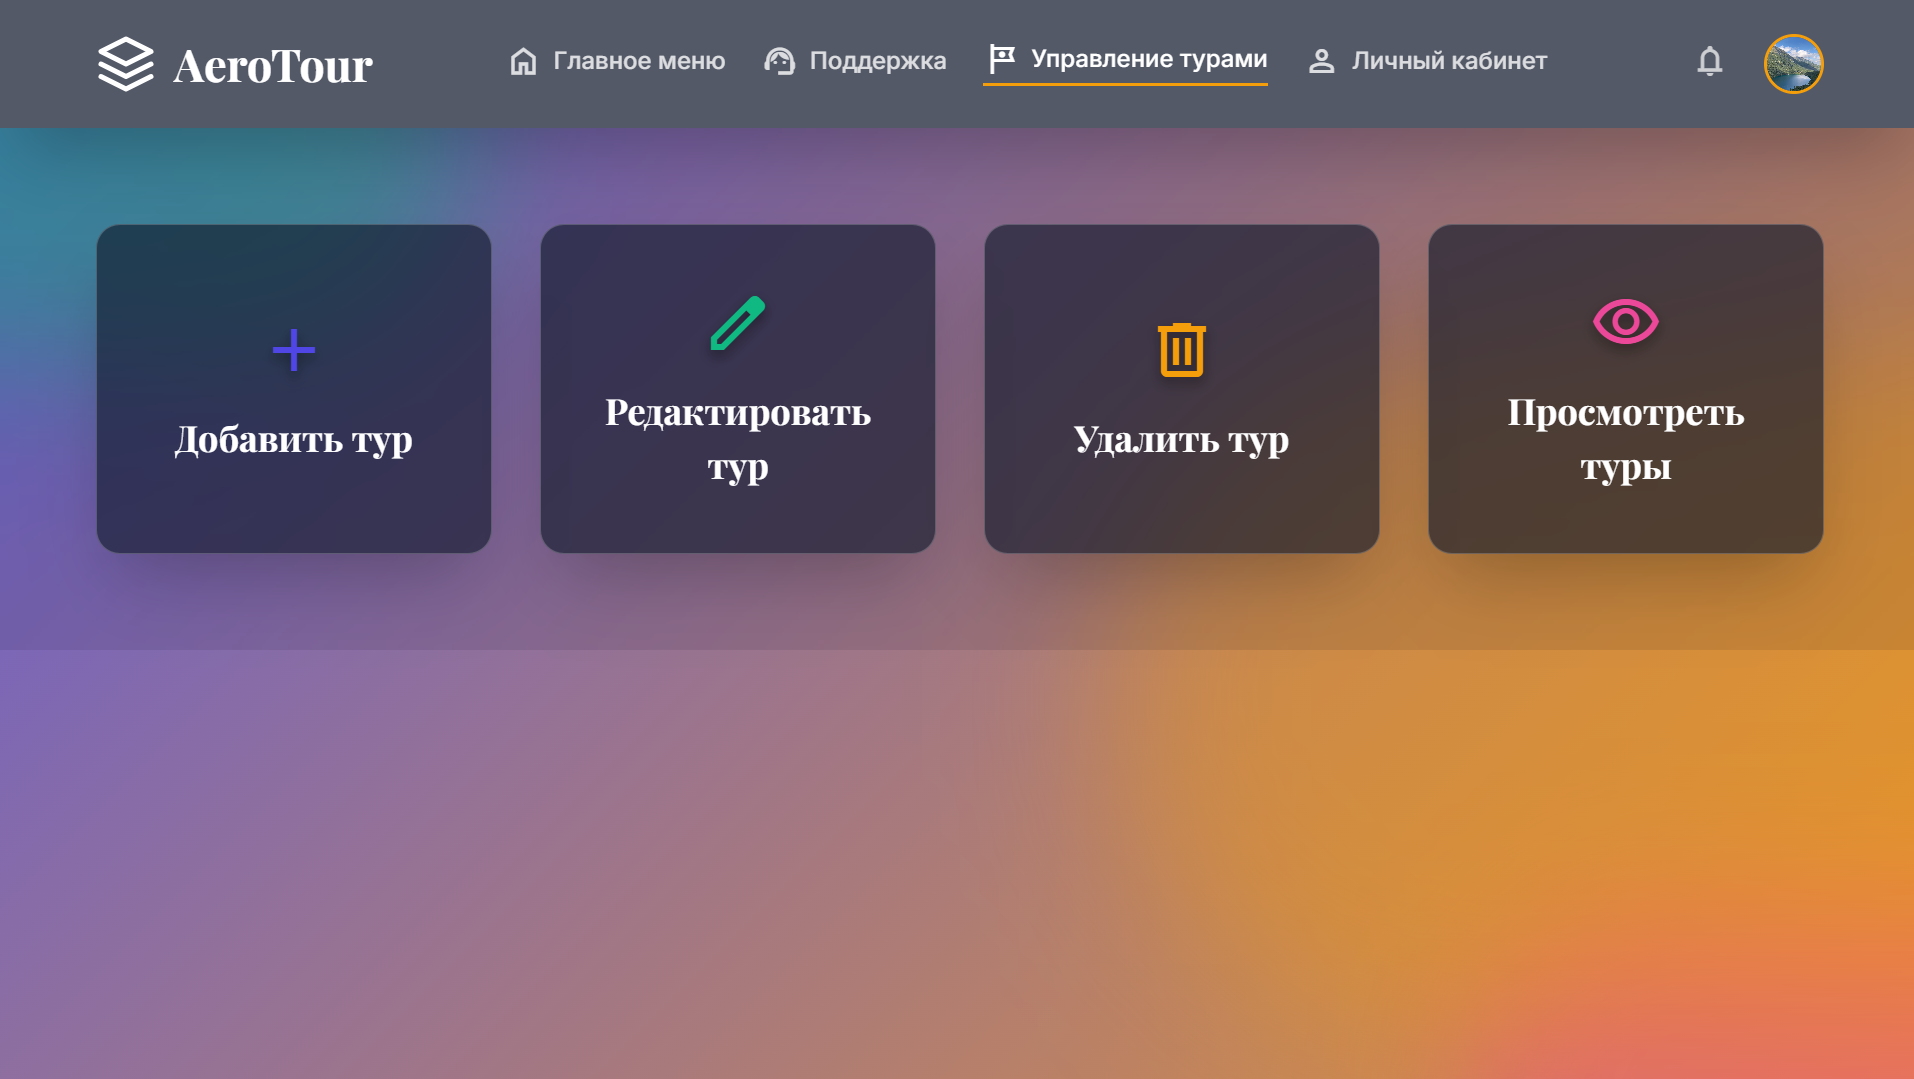 AeroTour
Главное меню
Поддержка
Управление турами
Личный кабинет
Добавить тур
Редактировать
тур
Удалить тур
Просмотреть
туры